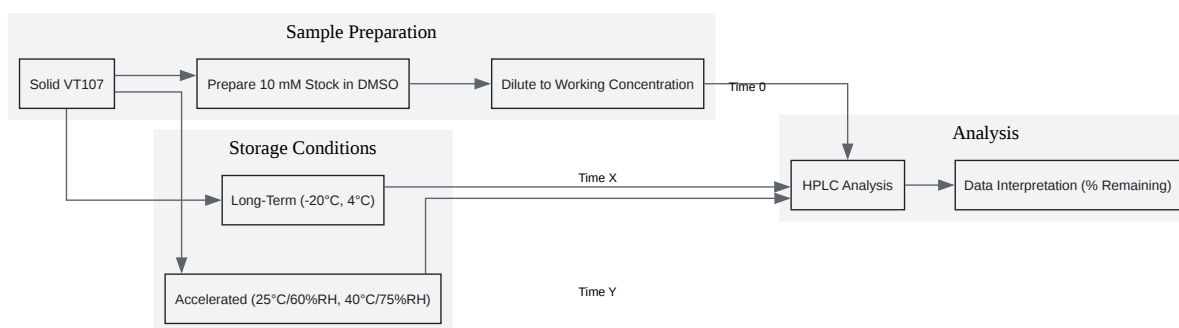 Sample Preparation
Solid VT107
Prepare 10 mM Stock in DMSO
Dilute to Working Concentration
Time 0
Storage Conditions
Analysis
Long-Term (-20°C, 4°C)
Time X
HPLC Analysis
Data Interpretation (% Remaining)
Accelerated (25°C/60%RH, 40°C/75%RH)
Time Y